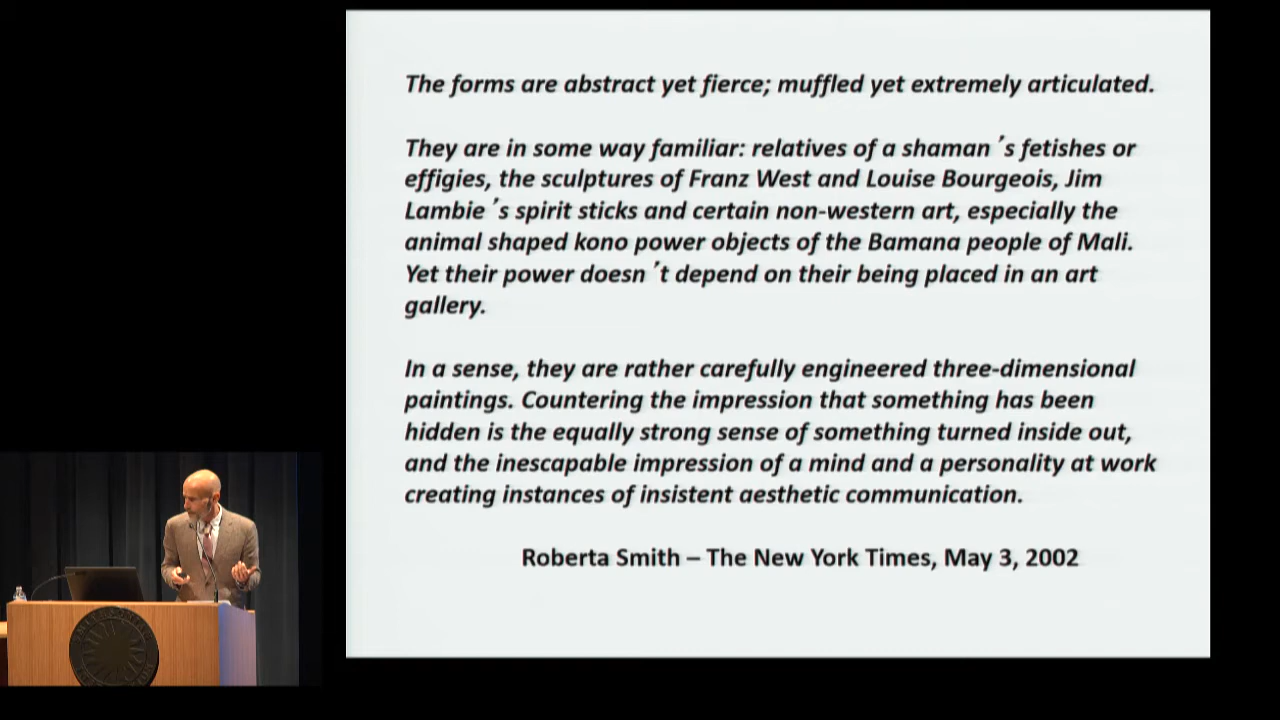 The forms are abstract yet fierce; muffled yet extremely articulated.
They are in some way familiar: relatives of a shaman ´s fetishes or
effigies, the sculptures of Franz West and Louise Bourgeois, Jim
Lambie ´s spirit sticks and certain non-western art, especially the
animal shaped kono power objects of the Bamana people of Mali.
Yet their power doesn ´t depend on their being placed in an art
gallery.
In a sense, they are rather carefully engineered three-dimensional
paintings. Countering the impression that something has been
hidden is the equally strong sense of something turned inside out,
and the inescapable impression of a mind and a personality at work
creating instances of insistent aesthetic communication.
Roberta Smith – The New York Times, May 3, 2002